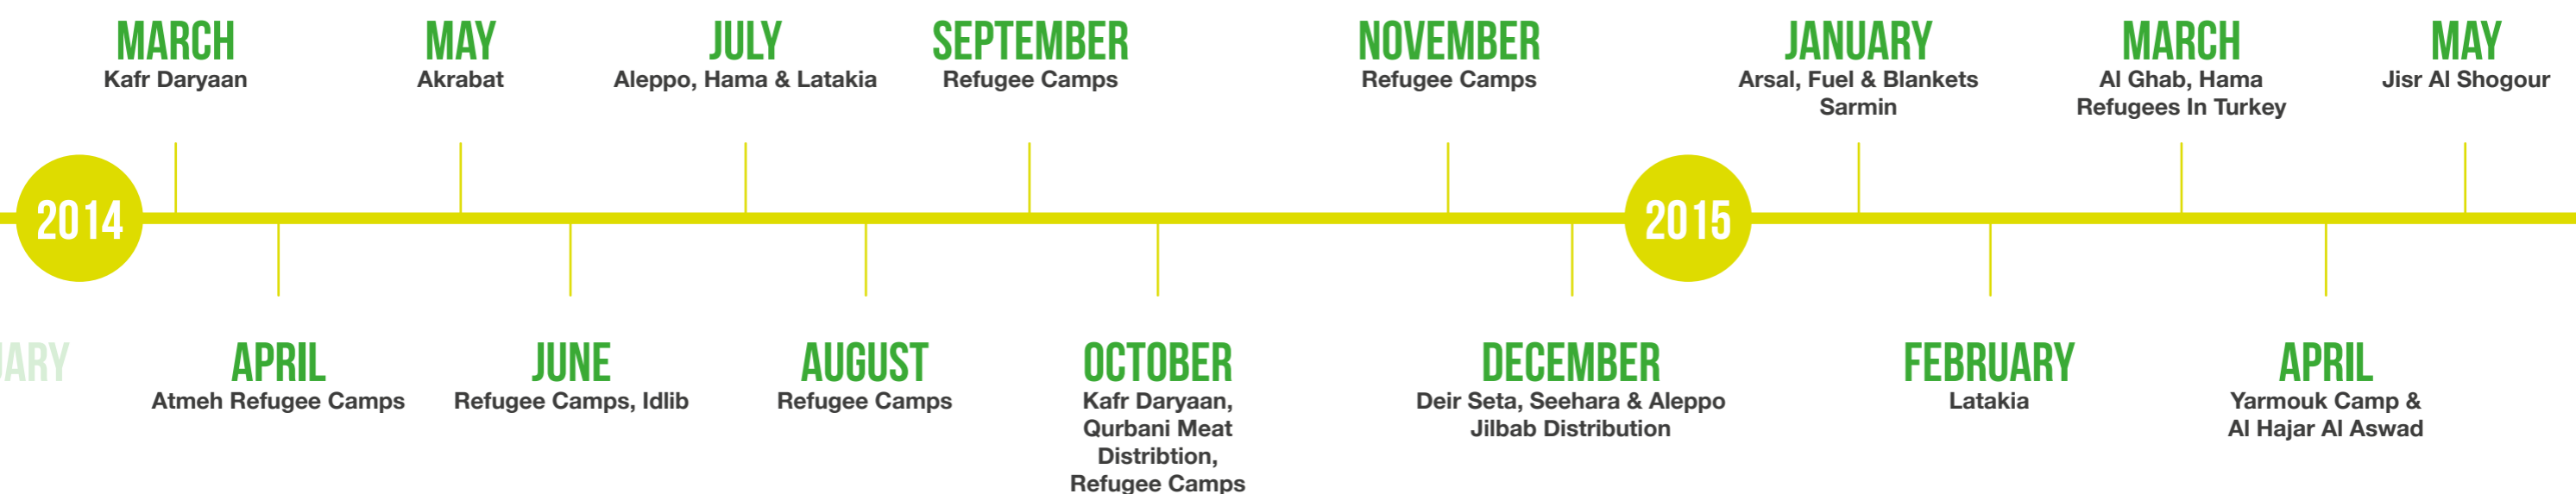 MARCH
Kafr Daryaan
MAY
Akrabat
JULY
Aleppo, Hama & Latakia
SEPTEMBER
Refugee Camps
NOVEMBER
Refugee Camps
JANUARY
Arsal, Fuel & Blankets
Sarmin
MARCH
Al Ghab, Hama
Refugees In Turkey
MAY
Jisr Al Shogour
2014
2015
UARY
APRIL
Atmeh Refugee Camps
JUNE
Refugee Camps, Idlib
AUGUST
Refugee Camps
OCTOBER
Kafr Daryaan,
Qurbani Meat
Distribtion,
Refugee Camps
DECEMBER
Deir Seta, Seehara & Aleppo
Jilbab Distribution
FEBRUARY
Latakia
APRIL
Yarmouk Camp &
Al Hajar Al Aswad